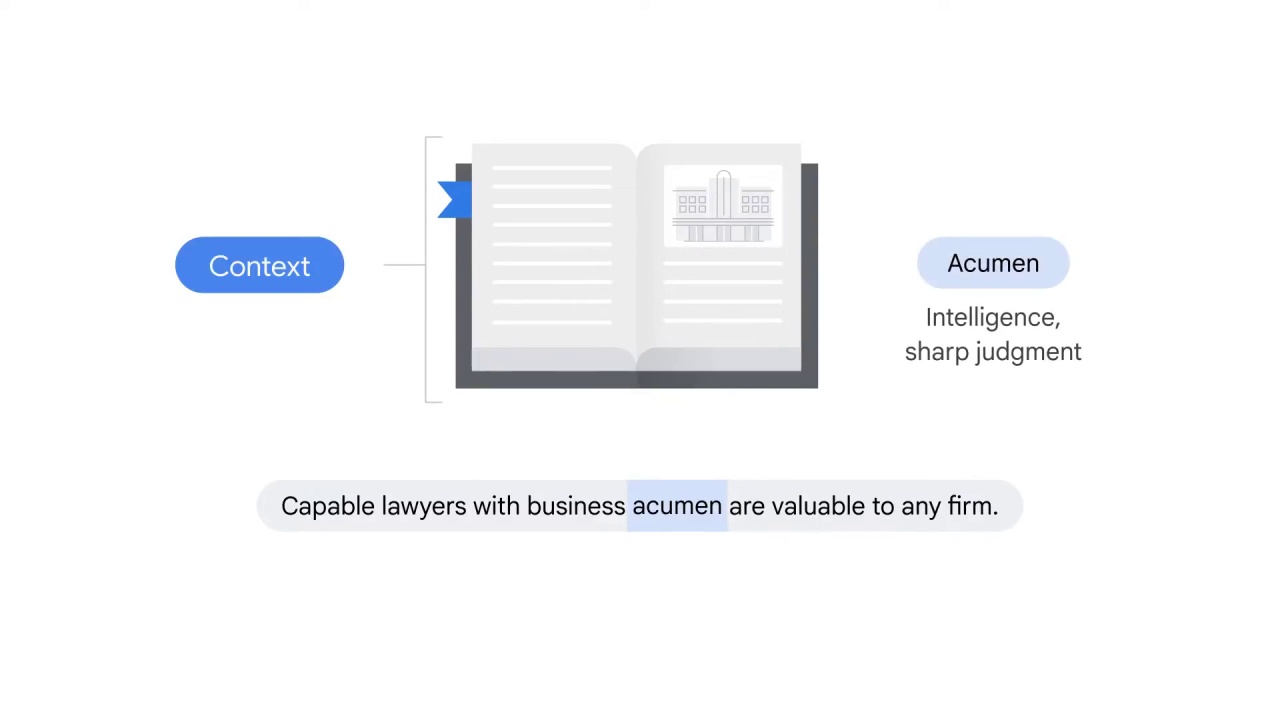 Context
Acumen
Intelligence,
sharp judgment
Capable lawyers with business acumen are valuable to any firm.